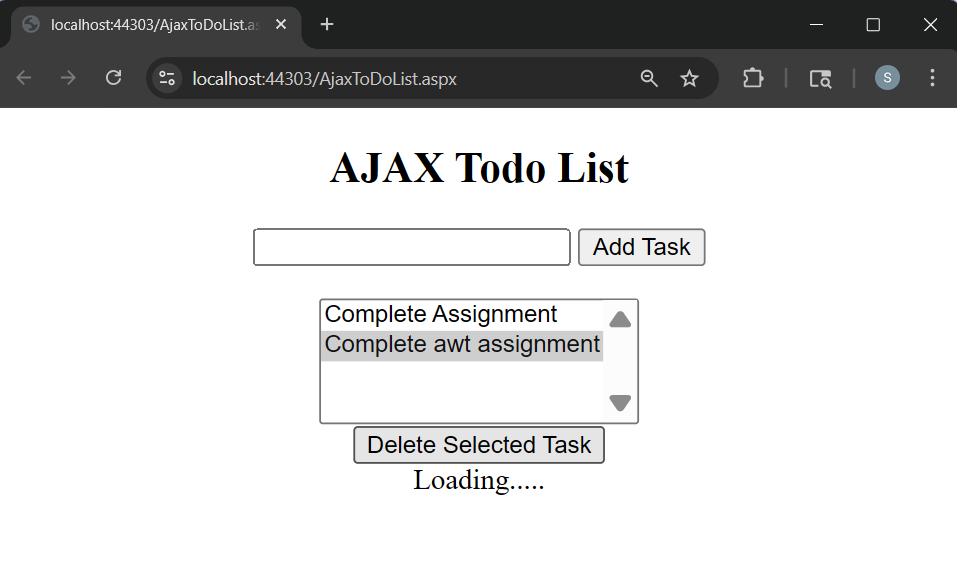 localhost:44303/AjaxToDoList.as
localhost:44303/AjaxToDoList.aspx
S
AJAX Todo List
Add Task
Complete Assignment
Complete awt assignment
Delete Selected Task
Loading.....